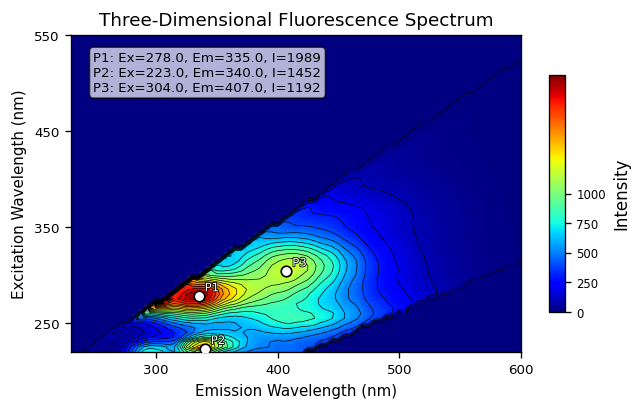 Three-Dimensional Fluorescence Spectrum
P1: Ex=278.0, Em=335.0, I=1989
P2: Ex=223.0, Em=340.0, I=1452
P3: Ex=304.0, Em=407.0, I=1192
550
450
350
250
Excitation Wavelength (nm)
P3
P1
P2
300
400
500
600
Emission Wavelength (nm)
1000
750
500
250
0
Intensity